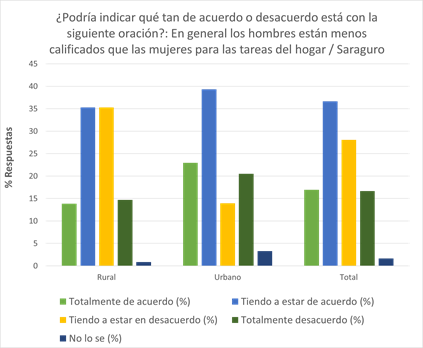 ¿Podría indicar qué tan de acuerdo o desacuerdo está con la
siguiente oración?: En general los hombres están menos
calificados que las mujeres para las tareas del hogar / Saraguro
45
40
35
30
25
20
15
10
5
0
% Respuestas
Rural Urbano Total
Totalmente de acuerdo (%) Tiendo a estar de acuerdo (%)
Tiendo a estar en desacuerdo (%) Totalmente desacuerdo (%)
No lo se (%)